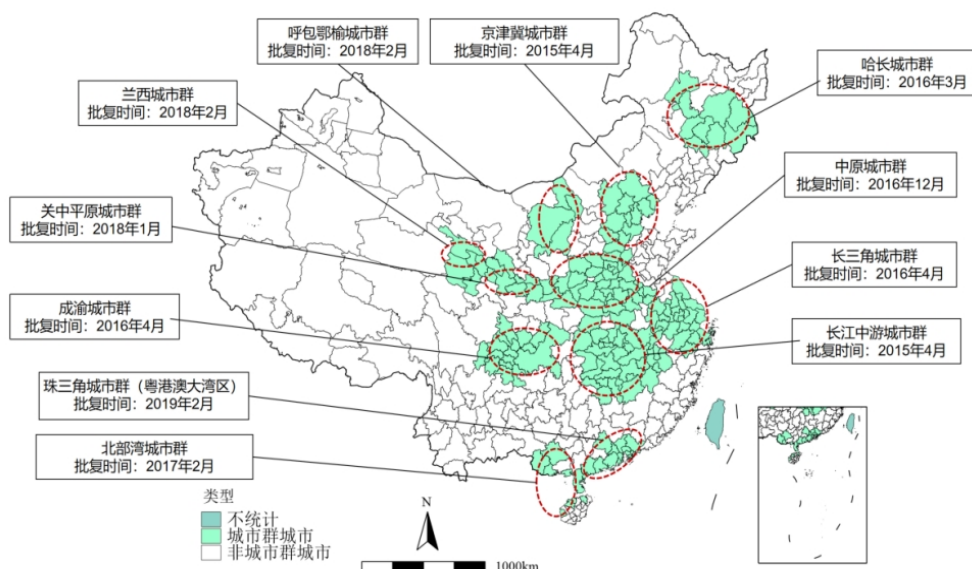 呼包鄂榆城市群
批复时间：2018年2月
京津冀城市群
批复时间：2015年4月
哈长城市群
批复时间：2016年3月
兰西城市群
批复时间：2018年2月
中原城市群
批复时间：2016年12月
关中平原城市群
批复时间：2018年1月
长三角城市群
批复时间：2016年4月
成渝城市群
批复时间：2016年4月
长江中游城市群
批复时间：2015年4月
珠三角城市群（粤港澳大湾区）
批复时间：2019年2月
北部湾城市群
批复时间：2017年2月
类型
不统计
城市群城市
非城市群城市
N
1000km